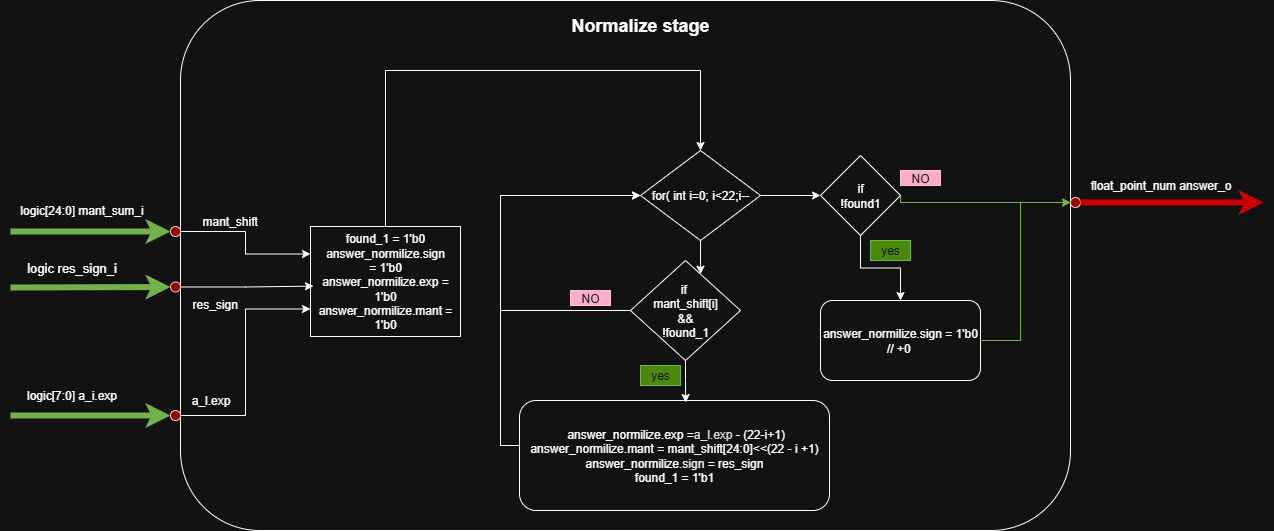 Normalize stage
logic[24:0] mant_sum_i
mant_shift
logic res_sign_i
res_sign
logic[7:0] a_i.exp
a_I.exp
found_1 = 1'b0
answer_normilize.sign
= 1'b0
answer_normilize.exp =
1'b0
answer_normilize.mant =
1'b0
for( int i=0; i<22;i--
if
mant_shift[i]
&&
!found_1
NO
yes
answer_normilize.exp =a_I.exp - (22-i+1)
answer_normilize.mant = mant_shift[24:0]<<(22 - i +1)
answer_normilize.sign = res_sign
found_1 = 1'b1
if
!found1
NO
yes
answer_normilize.sign = 1'b0
// +0
float_point_num answer_o